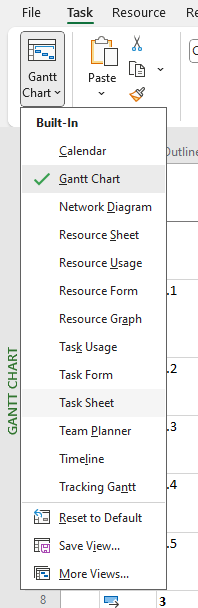 File Task Resource Re
Gantt
Chart
Paste
Built-In
Calendar
Outline
Gantt Chart
Network Diagram
Resource Sheet
Resource Usage
Resource Form
.1
Resource Graph
Task Usage
Task Form
.2
Task Sheet
Team Planner
.3
Timeline
Tracking Gantt
.4
Reset to Default
Save View...
.5
More Views...
8 3
GANTT CHART